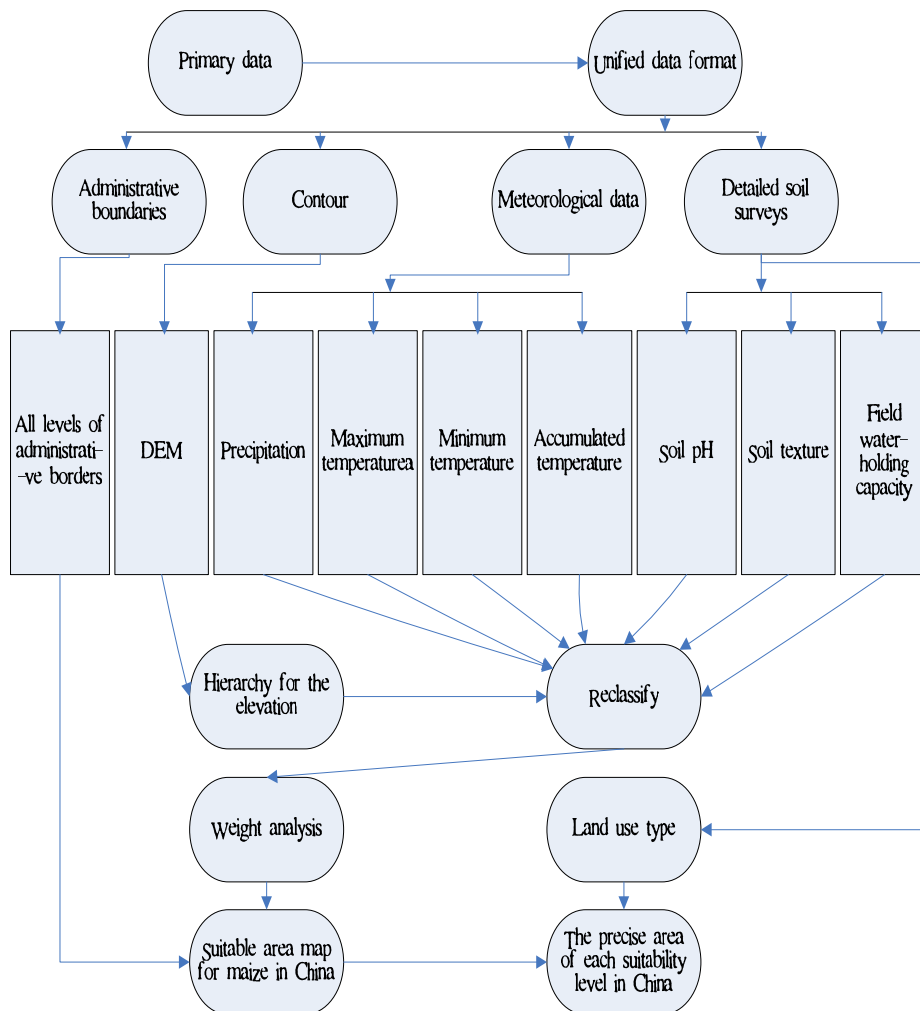 Primary data
Unified data format
Administrative
boundaries
Contour
Meteorological data
Detailed soil
surveys
All levels of
administrati-
-ve borders
DEM
Precipitation
Maximum
temperaturea
Minimum
temperature
Accumulated
temperature
Soil pH
Soil texture
Field
water-
holding
capacity
Hierarchy for the
elevation
Reclassify
Weight analysis
Land use type
Suitable area map
for maize in China
The precise area
of each suitability
level in China